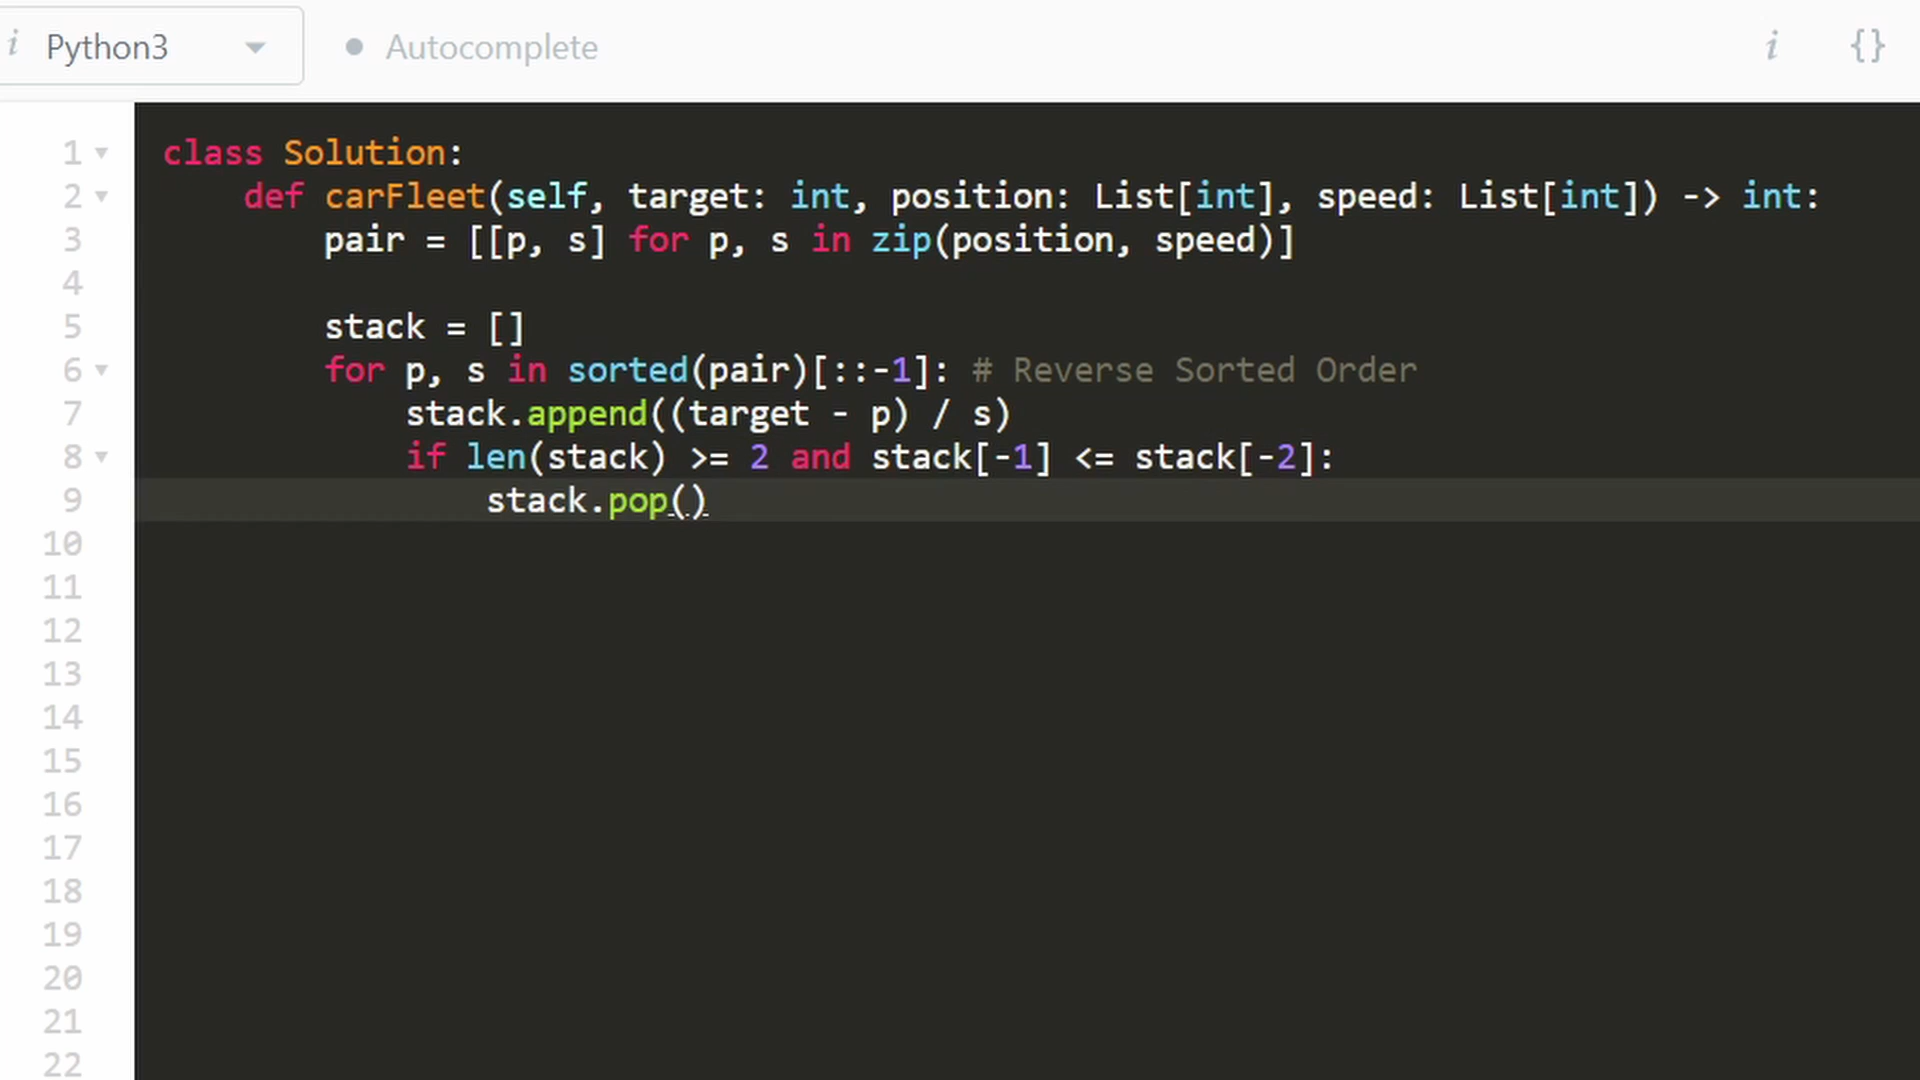 i Python3 Autocomplete i {}
1 class Solution:
2     def carFleet(self, target: int, position: List[int], speed: List[int]) -> int:
3         pair = [[p, s] for p, s in zip(position, speed)]
4
5         stack = []
6         for p, s in sorted(pair)[::-1]: # Reverse Sorted Order
7             stack.append((target - p) / s)
8             if len(stack) >= 2 and stack[-1] <= stack[-2]:
9                 stack.pop()
10
11
12
13
14
15
16
17
18
19
20
21
22